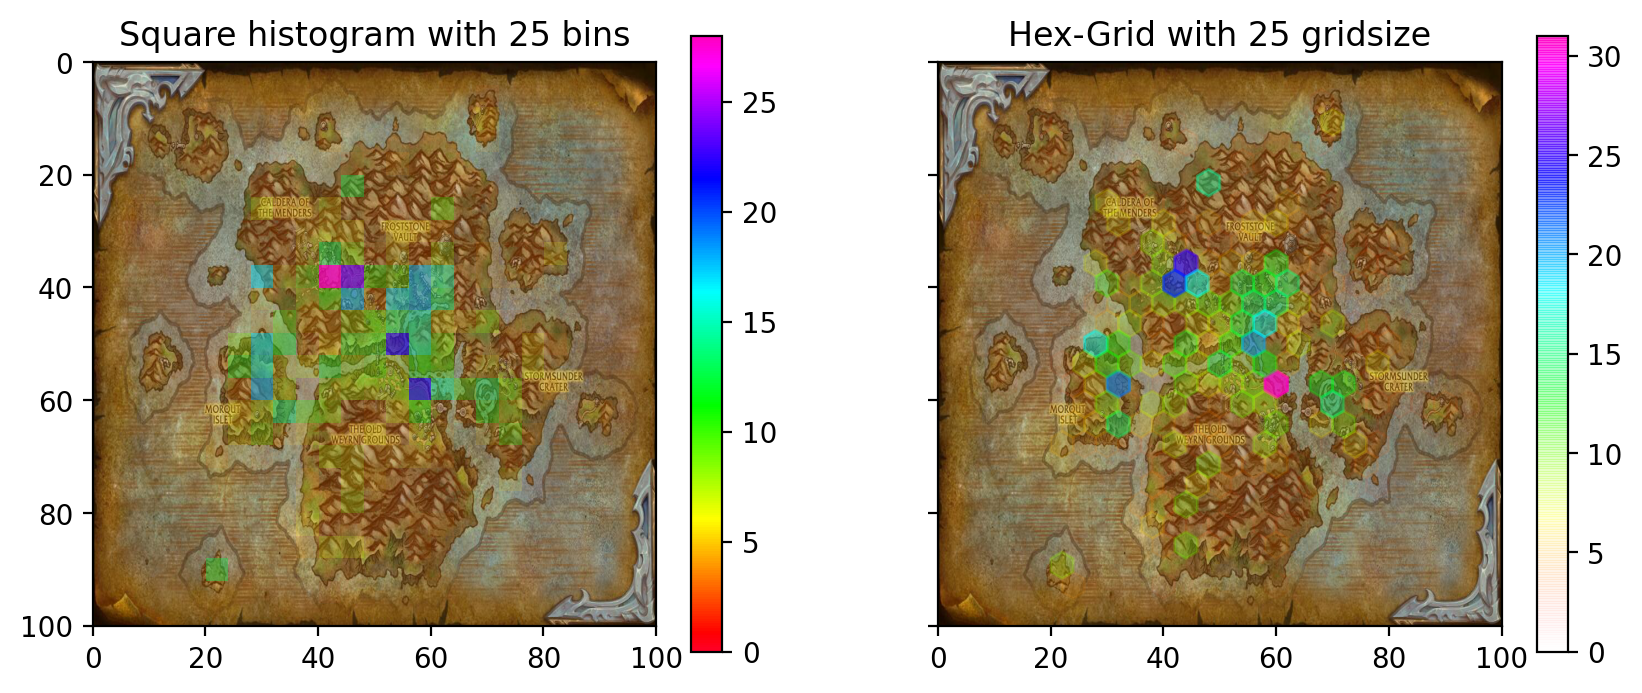 Square histogram with 25 bins
Hex-Grid with 25 gridsize
0
20
40
60
80
100
0
20
40
60
80
100
CALDERA OF
THE MENDERS
FROSTSTONE
VAULT
STORMSUNDER
CRATER
MORQUT
ISLET
THE OLD
WEYRN GROUNDS
25
20
15
10
5
0
0
20
40
60
80
100
CALDERA OF
THE MENDERS
FROSTSTONE
VAULT
STORMSUNDER
CRATER
MORQUT
ISLET
THE OLD
WEYRN GROUNDS
30
25
20
15
10
5
0